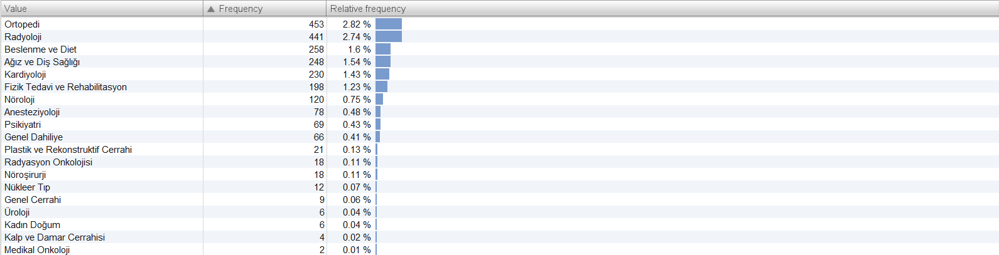 Value Frequency Relative frequency
Ortopedi 453 2.82 %
Radyoloji 441 2.74 %
Beslenme ve Diet 258 1.6 %
Ağız ve Diş Sağlığı 248 1.54 %
Kardiyoloji 230 1.43 %
Fizik Tedavi ve Rehabilitasyon 198 1.23 %
Nöroloji 120 0.75 %
Anesteziyoloji 78 0.48 %
Psikiyatri 69 0.43 %
Genel Dahiliye 66 0.41 %
Plastik ve Rekonstruktif Cerrahi 21 0.13 %
Radyasyon Onkolojisi 18 0.11 %
Nöroşirurji 18 0.11 %
Nükleer Tıp 12 0.07 %
Genel Cerrahi 9 0.06 %
Üroloji 6 0.04 %
Kadın Doğum 6 0.04 %
Kalp ve Damar Cerrahisi 4 0.02 %
Medikal Onkoloji 2 0.01 %